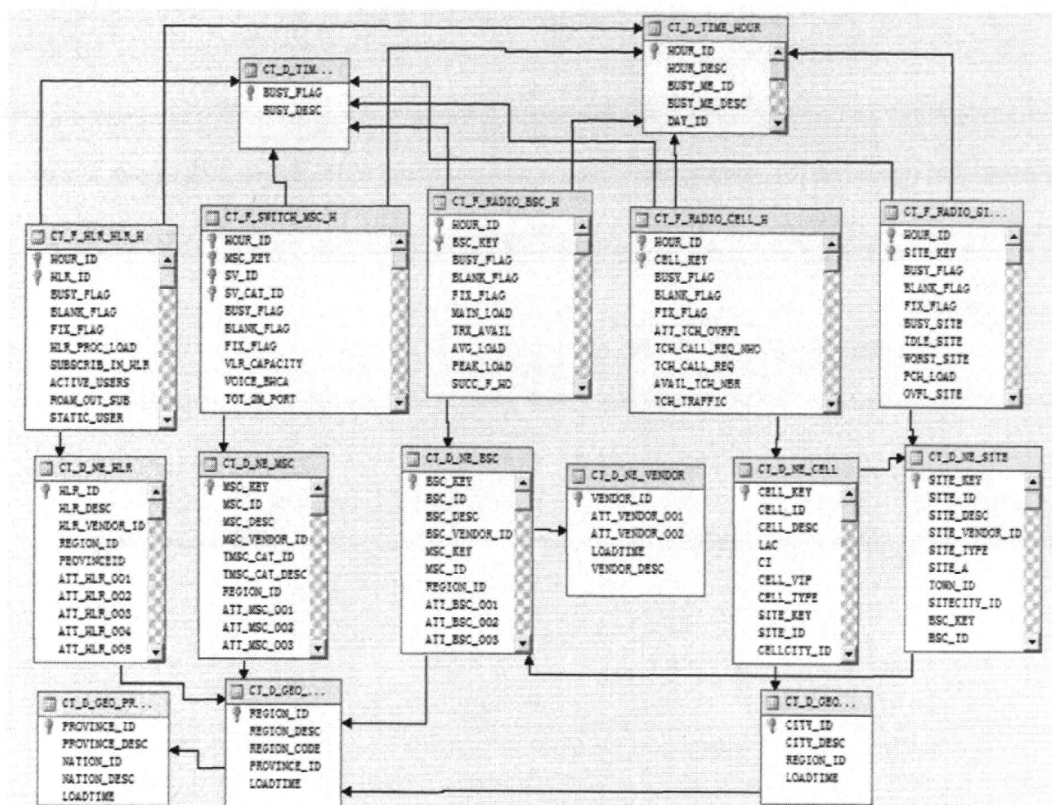 CT_D_TIME_HOUR
HOUR_ID
HOUR_DESC
BUSY_ME_ID
BUSY_ME_DESC
DAY_ID
CT_D_TIM...
BUSY_FLAG
BUSY_DESC
CT_F_HLR_HLR_H
HOUR_ID
HLR_ID
BUSY_FLAG
BLANK_FLAG
FIX_FLAG
HLR_PROC_LOAD
SUBSCRIB_IN_HLR
ACTIVE_USERS
ROAM_OUT_SUB
STATIC_USER
CT_F_SWITCH_MSC_H
HOUR_ID
MSC_KEY
SV_ID
SV_CAT_ID
BUSY_FLAG
BLANK_FLAG
FIX_FLAG
VLR_CAPACITY
VOICE_BHCA
TOT_2M_PORT
CT_F_RADIO_BSC_H
HOUR_ID
BSC_KEY
BUSY_FLAG
BLANK_FLAG
FIX_FLAG
MAIN_LOAD
TRX_AVAIL
AVG_LOAD
PEAK_LOAD
SUCC_F_HO
CT_F_RADIO_CELL_H
HOUR_ID
CELL_KEY
BUSY_FLAG
BLANK_FLAG
FIX_FLAG
ATT_TCH_OVRFL
TCH_CALL_REQ_NHO
TCH_CALL_REQ
AVAIL_TCH_NBR
TCH_TRAFFIC
CT_F_RADIO_SI...
HOUR_ID
SITE_KEY
BUSY_FLAG
BLANK_FLAG
FIX_FLAG
BUSY_SITE
IDLE_SITE
WORST_SITE
PCH_LOAD
OVFL_SITE
CT_D_NE_HLR
HLR_ID
HLR_DESC
HLR_VENDOR_ID
REGION_ID
PROVINCEID
ATT_HLR_001
ATT_HLR_002
ATT_HLR_003
ATT_HLR_004
ATT_HLR_005
CT_D_NE_MSC
MSC_KEY
MSC_ID
MSC_DESC
MSC_VENDOR_ID
TMSC_CAT_ID
TMSC_CAT_DESC
REGION_ID
ATT_MSC_001
ATT_MSC_002
ATT_MSC_003
CT_D_NE_BSC
BSC_KEY
BSC_ID
BSC_DESC
BSC_VENDOR_ID
MSC_KEY
MSC_ID
REGION_ID
ATT_BSC_001
ATT_BSC_002
ATT_BSC_003
CT_D_NE_VENDOR
VENDOR_ID
ATT_VENDOR_001
ATT_VENDOR_002
LOADTIME
VENDOR_DESC
CT_D_NE_CELL
CELL_KEY
CELL_ID
CELL_DESC
LAC
CI
CELL_VIP
CELL_TYPE
SITE_KEY
SITE_ID
CELLCITY_ID
CT_D_NE_SITE
SITE_KEY
SITE_ID
SITE_DESC
SITE_VENDOR_ID
SITE_TYPE
SITE_A
TOWN_ID
SITECITY_ID
BSC_KEY
BSC_ID
CT_D_GEO_PR...
PROVINCE_ID
PROVINCE_DESC
NATION_ID
NATION_DESC
LOADTIME
CT_D_GEO_...
REGION_ID
REGION_DESC
REGION_CODE
PROVINCE_ID
LOADTIME
CT_D_GEO...
CITY_ID
CITY_DESC
REGION_ID
LOADTIME